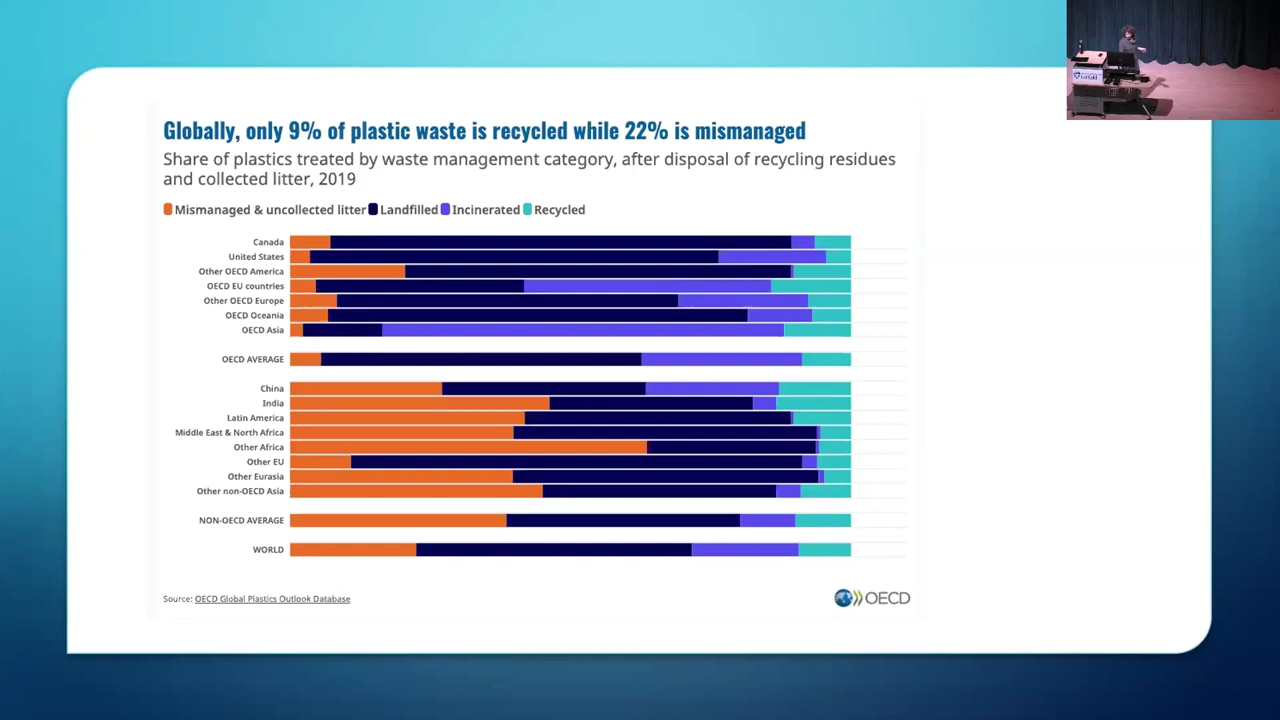 Globally, only 9% of plastic waste is recycled while 22% is mismanaged
Share of plastics treated by waste management category, after disposal of recycling residues
and collected litter, 2019
Mismanaged & uncollected litter Landfilled Incinerated Recycled
Canada
United States
Other OECD America
OECD EU countries
Other OECD Europe
OECD Oceania
OECD Asia
OECD AVERAGE
China
India
Latin America
Middle East & North Africa
Other Africa
Other EU
Other Eurasia
Other non-OECD Asia
NON-OECD AVERAGE
WORLD
Source: OECD Global Plastics Outlook Database
OECD